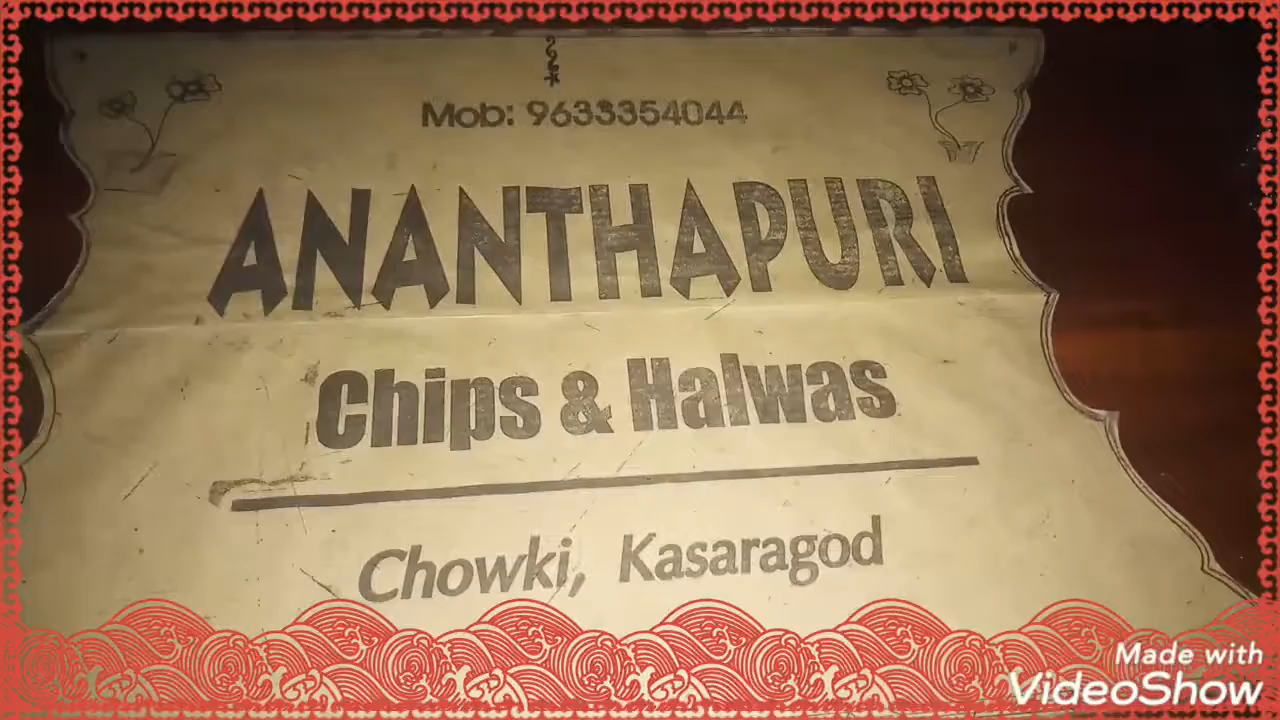 Mob: 9633354044
ANANTHAPURI
Chips & Halwas
Chowki, Kasaragod
Made with
VideoShow